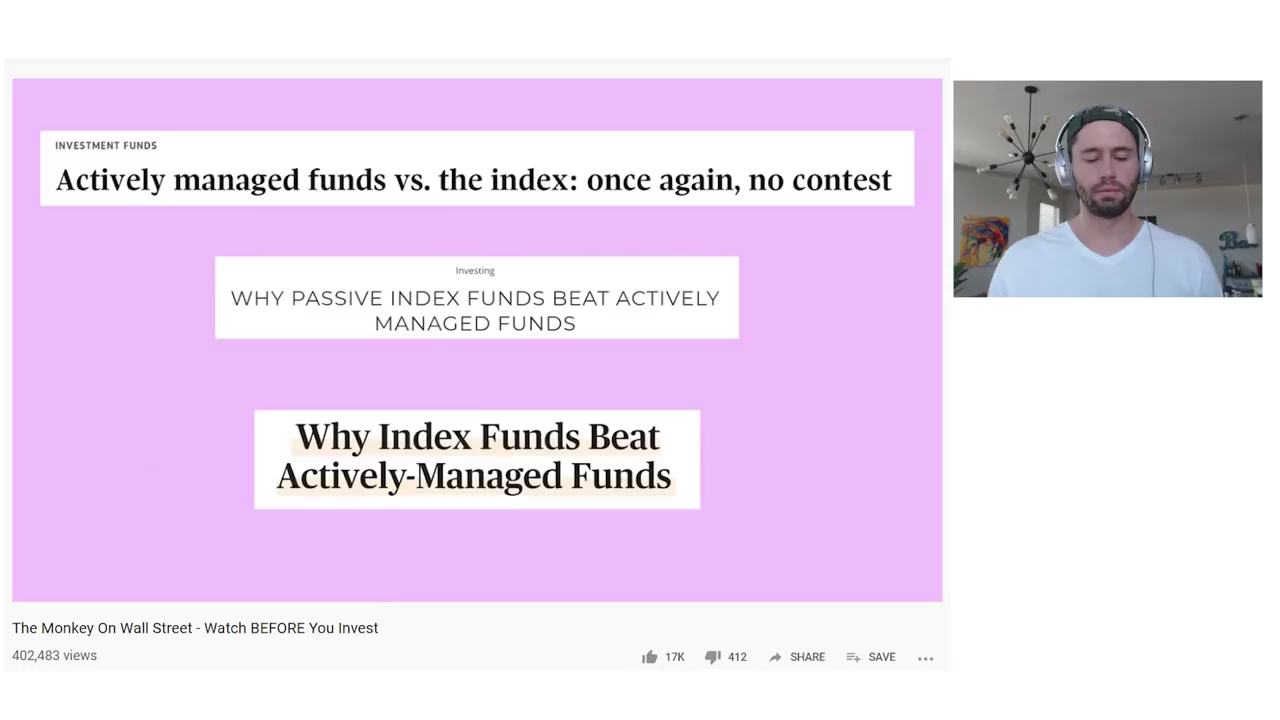 INVESTMENT FUNDS
Actively managed funds vs. the index: once again, no contest
Investing
WHY PASSIVE INDEX FUNDS BEAT ACTIVELY
MANAGED FUNDS
Why Index Funds Beat
Actively-Managed Funds
The Monkey On Wall Street - Watch BEFORE You Invest
402,483 views
17K
412
SHARE
SAVE